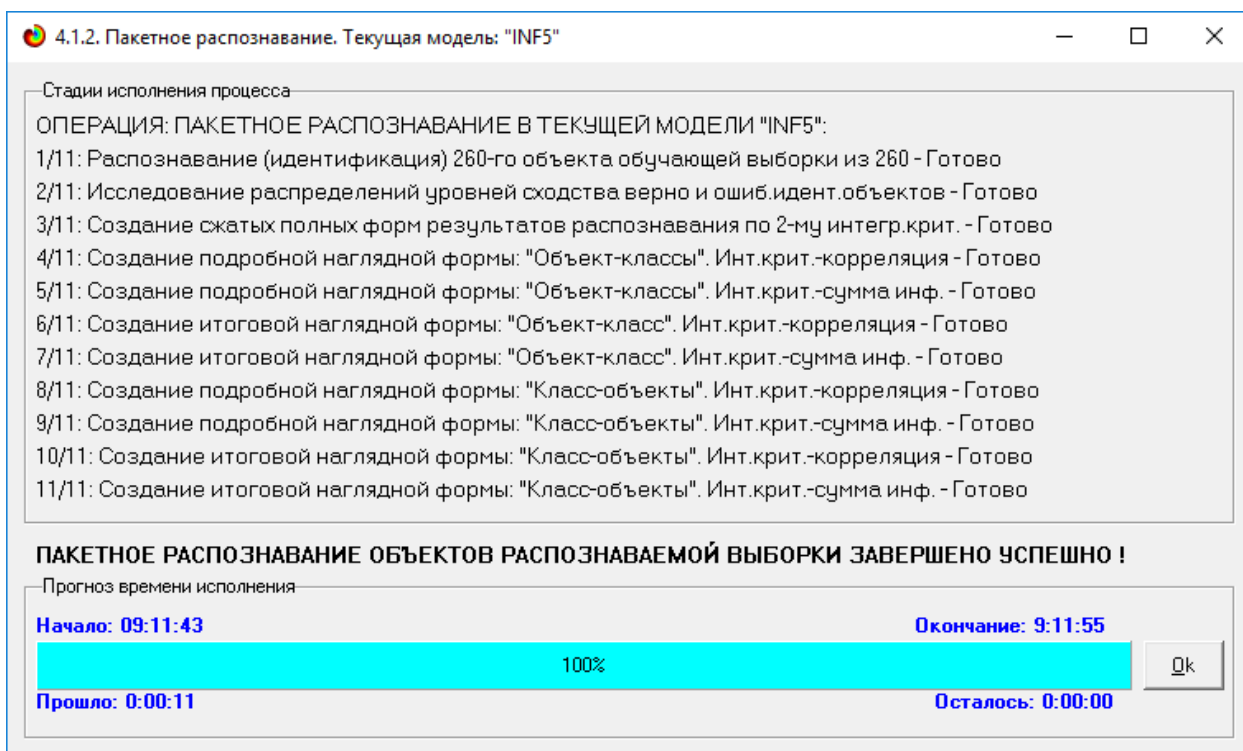 4.1.2. Пакетное распознавание. Текущая модель: "INF5"
Стадии исполнения процесса
ОПЕРАЦИЯ: ПАКЕТНОЕ РАСПОЗНАВАНИЕ В ТЕКУЩЕЙ МОДЕЛИ "INF5":
1/11: Распознавание (идентификация) 260-го объекта обучающей выборки из 260 - Готово
2/11: Исследование распределений уровней сходства верно и ошиб.идент.объектов - Готово
3/11: Создание сжатых полных форм результатов распознавания по 2-му интегр.крит. - Готово
4/11: Создание подробной наглядной формы: "Объект-классы". Инт.крит.-корреляция - Готово
5/11: Создание подробной наглядной формы: "Объект-классы". Инт.крит.-сумма инф. - Готово
6/11: Создание итоговой наглядной формы: "Объект-класс". Инт.крит.-корреляция - Готово
7/11: Создание итоговой наглядной формы: "Объект-класс". Инт.крит.-сумма инф. - Готово
8/11: Создание подробной наглядной формы: "Класс-объекты". Инт.крит.-корреляция - Готово
9/11: Создание подробной наглядной формы: "Класс-объекты". Инт.крит.-сумма инф. - Готово
10/11: Создание итоговой наглядной формы: "Класс-объекты". Инт.крит.-корреляция - Готово
11/11: Создание итоговой наглядной формы: "Класс-объекты". Инт.крит.-сумма инф. - Готово
ПАКЕТНОЕ РАСПОЗНАВАНИЕ ОБЪЕКТОВ РАСПОЗНАВАЕМОЙ ВЫБОРКИ ЗАВЕРШЕНО УСПЕШНО !
Прогноз времени исполнения
Начало: 09:11:43 Окончание: 9:11:55
100% Ok
Прошло: 0:00:11 Осталось: 0:00:00